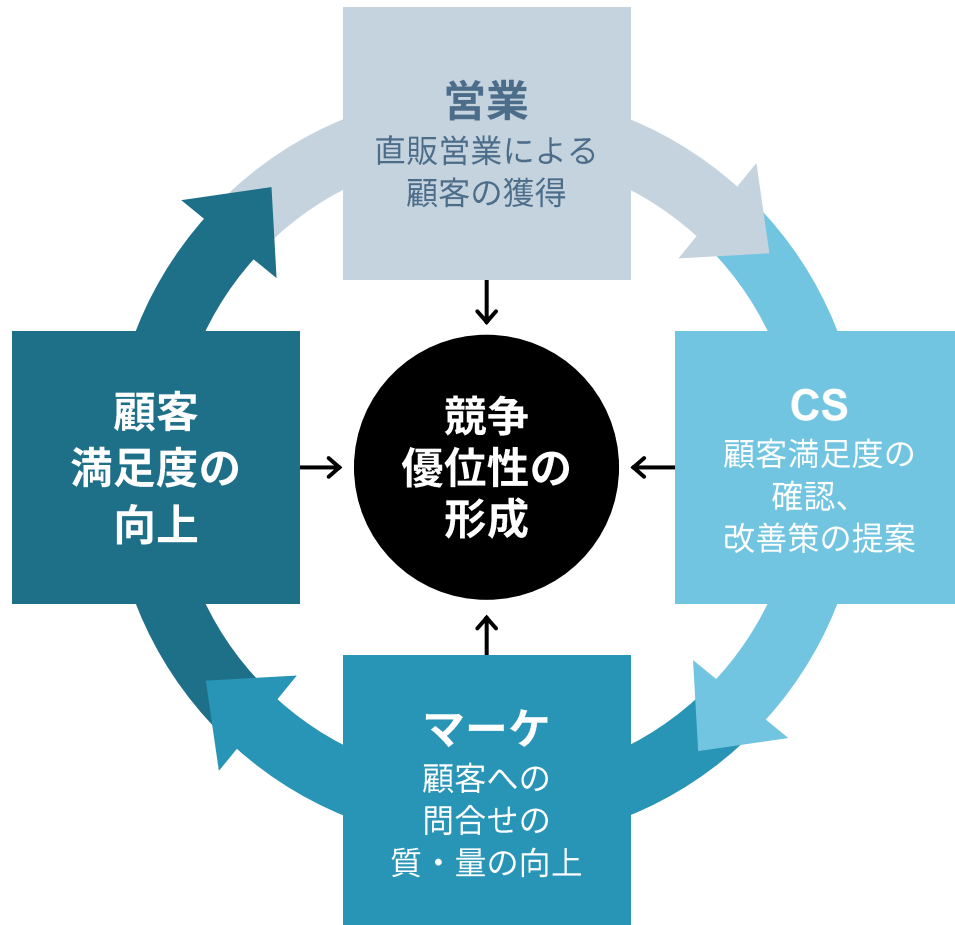 営業
直販営業による
顧客の獲得
顧客
満足度の
向上
競争
優位性の
形成
CS
顧客満足度の
確認、
改善策の提案
マーケ
顧客への
問合せの
質・量の向上